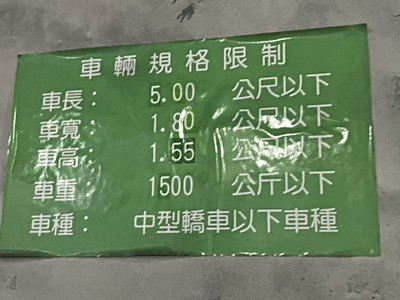 車輛規格限制
車長： 5.00 公尺以下
車寬： 1.80 公尺以下
車高： 1.55 公尺以下
車重： 1500 公斤以下
車種： 中型轎車以下車種